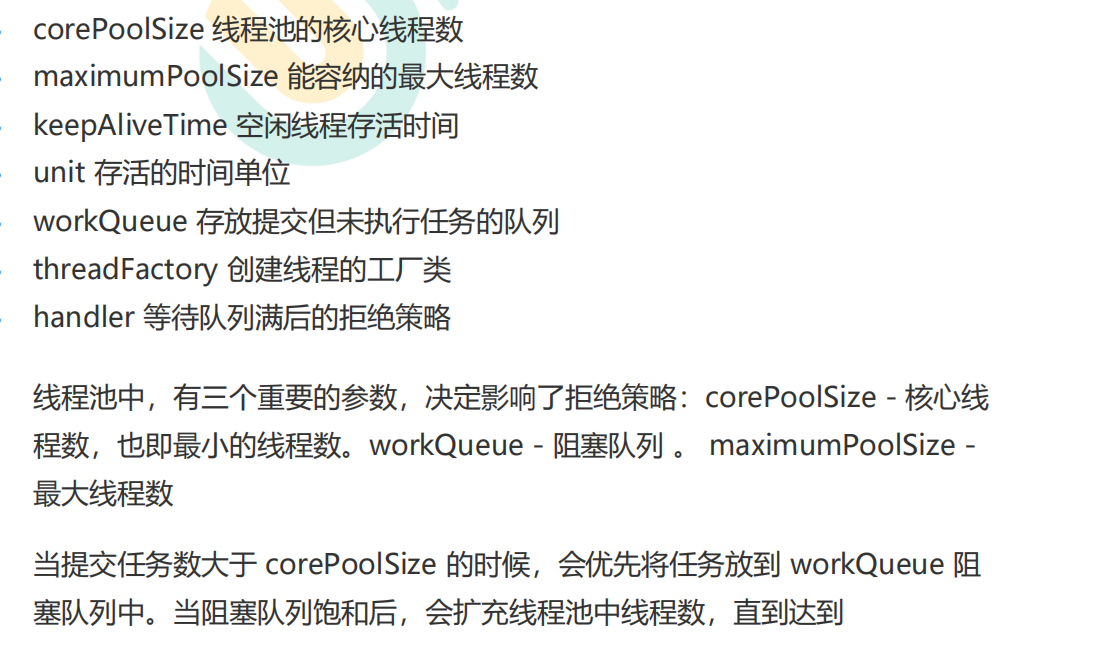 corePoolSize 线程池的核心线程数
maximumPoolSize 能容纳的最大线程数
keepAliveTime 空闲线程存活时间
unit 存活的时间单位
workQueue 存放提交但未执行任务的队列
threadFactory 创建线程的工厂类
handler 等待队列满后的拒绝策略
线程池中，有三个重要的参数，决定影响了拒绝策略：corePoolSize - 核心线
程数，也即最小的线程数。workQueue - 阻塞队列 。 maximumPoolSize -
最大线程数
当提交任务数大于 corePoolSize 的时候，会优先将任务放到 workQueue 阻
塞队列中。当阻塞队列饱和后，会扩充线程池中线程数，直到达到